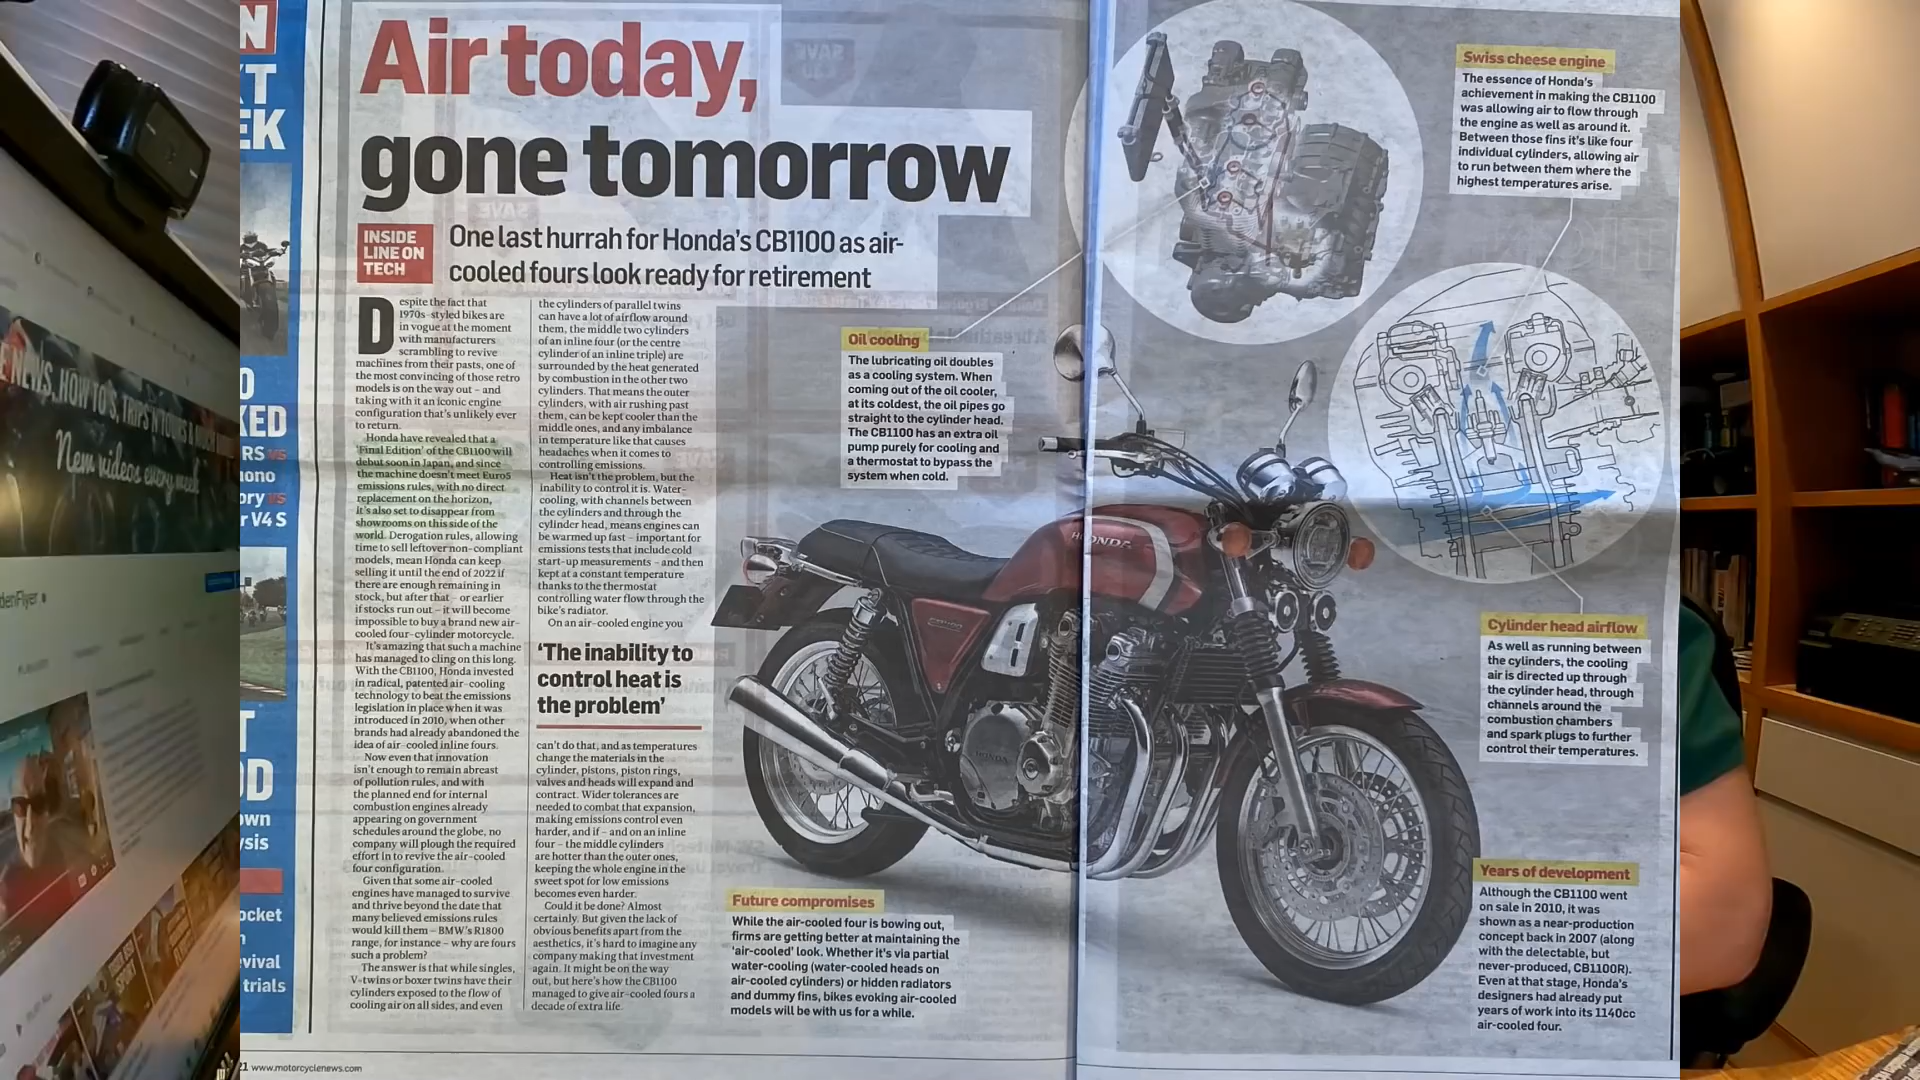 Air today,
gone tomorrow
INSIDE
LINE ON
TECH
One last hurrah for Honda's CB1100 as air-
cooled fours look ready for retirement
Despite the fact that
1970s-styled bikes are
in vogue at the moment
with manufacturers
scrambling to revive
machines from their pasts, one of
the most convincing of those retro
models is on the way out – and
taking with it an iconic engine
configuration that's unlikely ever
to return.
Honda have revealed that a
'Final Edition' of the CB1100 will
debut soon in Japan, and since
the machine doesn't meet Euro5
emissions rules, with no direct
replacement on the horizon,
it's also set to disappear from
showrooms on this side of the
world. Derogation rules, allowing
time to sell leftover non-compliant
models, mean Honda can keep
selling it until the end of 2022 if
there are enough remaining in
stock, but after that – or earlier
if stocks run out – it will become
impossible to buy a brand new air-
cooled four-cylinder motorcycle.
It's amazing that such a machine
has managed to cling on this long.
With the CB1100, Honda invested
in radical, patented air-cooling
technology to beat the emissions
legislation in place when it was
introduced in 2010, when other
brands had already abandoned the
idea of air-cooled inline fours.
Now even that innovation
isn't enough to remain abreast
of pollution rules, and with
the planned end for internal
combustion engines already
appearing on government
schedules around the globe, no
company will plough the required
effort in to revive the air-cooled
four configuration.
Given that some air-cooled
engines have managed to survive
and thrive beyond the date that
many believed emissions rules
would kill them – BMW's R1800
range, for instance – why are fours
such a problem?
The answer is that while singles,
V-twins or boxer twins have their
cylinders exposed to the flow of
cooling air on all sides, and even
the cylinders of parallel twins
can have a lot of airflow around
them, the middle two cylinders
of an inline four (or the centre
cylinder of an inline triple) are
surrounded by the heat generated
by combustion in the other two
cylinders. That means the outer
cylinders, with air rushing past
them, can be kept cooler than the
middle ones, and any imbalance
in temperature like that causes
headaches when it comes to
controlling emissions.
Heat isn't the problem, but the
inability to control it is. Water-
cooling, with channels between
the cylinders and through the
cylinder head, means engines can
be warmed up fast – important for
emissions tests that include cold
start-up measurements – and then
kept at a constant temperature
thanks to the thermostat
controlling water flow through the
bike's radiator.
On an air-cooled engine you
'The inability to
control heat is
the problem'
can't do that, and as temperatures
change the materials in the
cylinder, pistons, piston rings,
valves and heads will expand and
contract. Wider tolerances are
needed to combat that expansion,
making emissions control even
harder, and if – and on an inline
four – the middle cylinders
are hotter than the outer ones,
keeping the whole engine in the
sweet spot for low emissions
becomes even harder.
Could it be done? Almost
certainly. But given the lack of
obvious benefits apart from the
aesthetics, it's hard to imagine any
company making that investment
again. It might be on the way
out, but here's how the CB1100
managed to give air-cooled fours a
decade of extra life.
Oil cooling
The lubricating oil doubles
as a cooling system. When
coming out of the oil cooler,
at its coldest, the oil pipes go
straight to the cylinder head.
The CB1100 has an extra oil
pump purely for cooling and
a thermostat to bypass the
system when cold.
Swiss cheese engine
The essence of Honda's
achievement in making the CB1100
was allowing air to flow through
the engine as well as around it.
Between those fins it's like four
individual cylinders, allowing air
to run between them where the
highest temperatures arise.
Cylinder head airflow
As well as running between
the cylinders, the cooling
air is directed up through
the cylinder head, through
channels around the
combustion chambers
and spark plugs to further
control their temperatures.
Future compromises
While the air-cooled four is bowing out,
firms are getting better at maintaining the
'air-cooled' look. Whether it's via partial
water-cooling (water-cooled heads on
air-cooled cylinders) or hidden radiators
and dummy fins, bikes evoking air-cooled
models will be with us for a while.
Years of development
Although the CB1100 went
on sale in 2010, it was
shown as a near-production
concept back in 2007 (along
with the delectable, but
never-produced, CB1100R).
Even at that stage, Honda's
designers had already put
years of work into its 1140cc
air-cooled four.
HONDA
HONDA
www.motorcyclenews.com
NEWS, HOW TO'S, TRIPS'N'TOURS &
New videos every week
RS vs
V4 S
trials